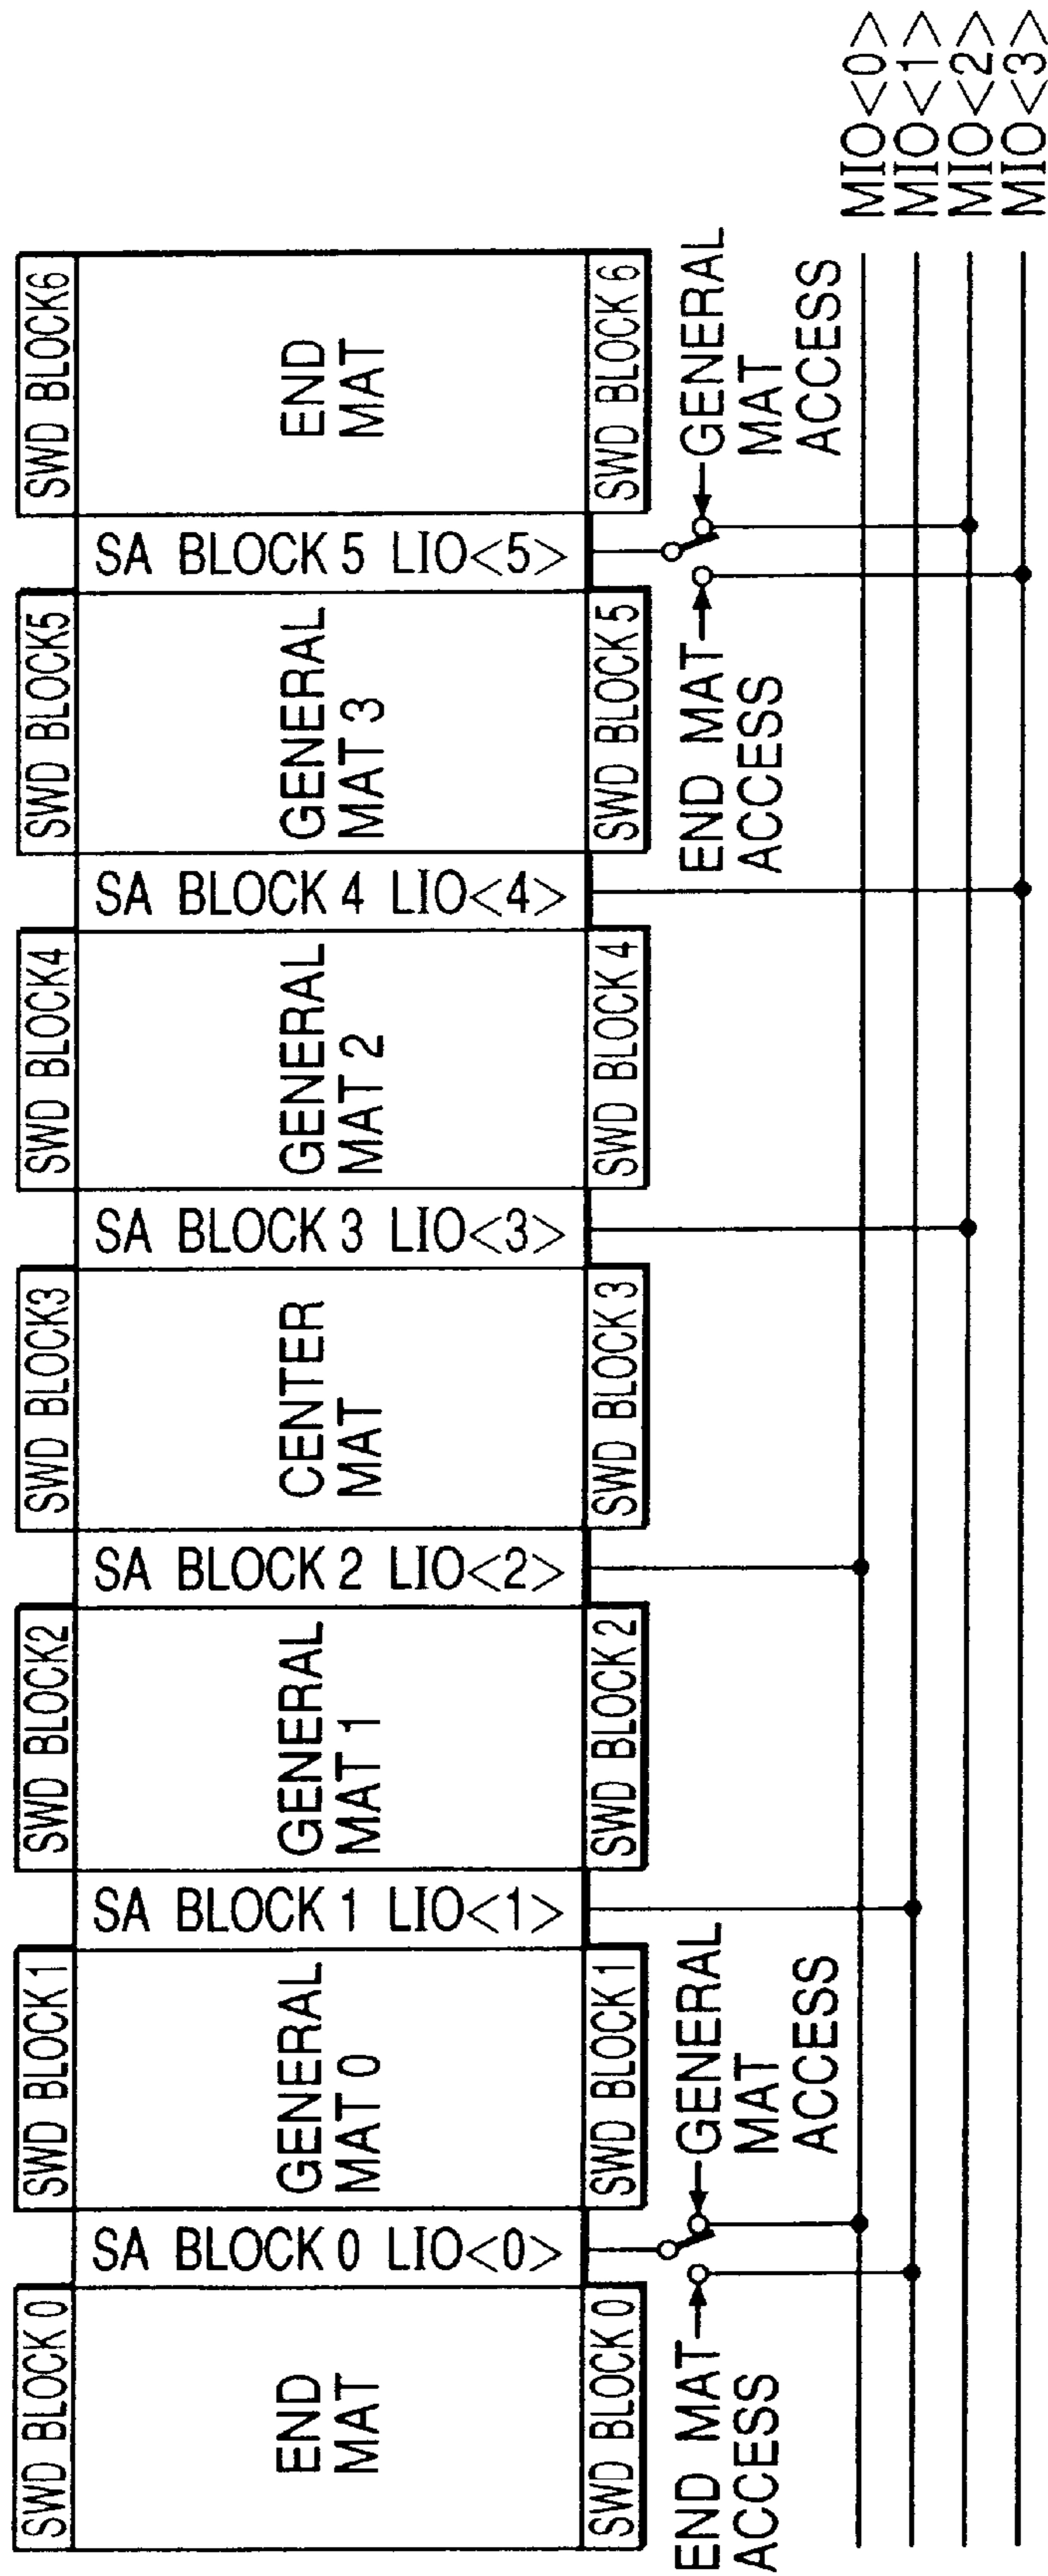 SWD BLOCK 0
SWD BLOCK 1
SWD BLOCK2
SWD BLOCK3
SWD BLOCK4
SWD BLOCK5
SWD BLOCK6
END
MAT
SA BLOCK 0 LIO<0>
GENERAL
MAT 0
SA BLOCK 1 LIO<1>
GENERAL
MAT 1
SA BLOCK 2 LIO<2>
CENTER
MAT
SA BLOCK 3 LIO<3>
GENERAL
MAT 2
SA BLOCK 4 LIO<4>
GENERAL
MAT 3
SA BLOCK 5 LIO<5>
END
MAT
SWD BLOCK 0
SWD BLOCK 1
SWD BLOCK 2
SWD BLOCK 3
SWD BLOCK 4
SWD BLOCK 5
SWD BLOCK 6
END MAT
ACCESS
GENERAL
MAT
ACCESS
END MAT
ACCESS
GENERAL
MAT
ACCESS
MIO<0>
MIO<1>
MIO<2>
MIO<3>